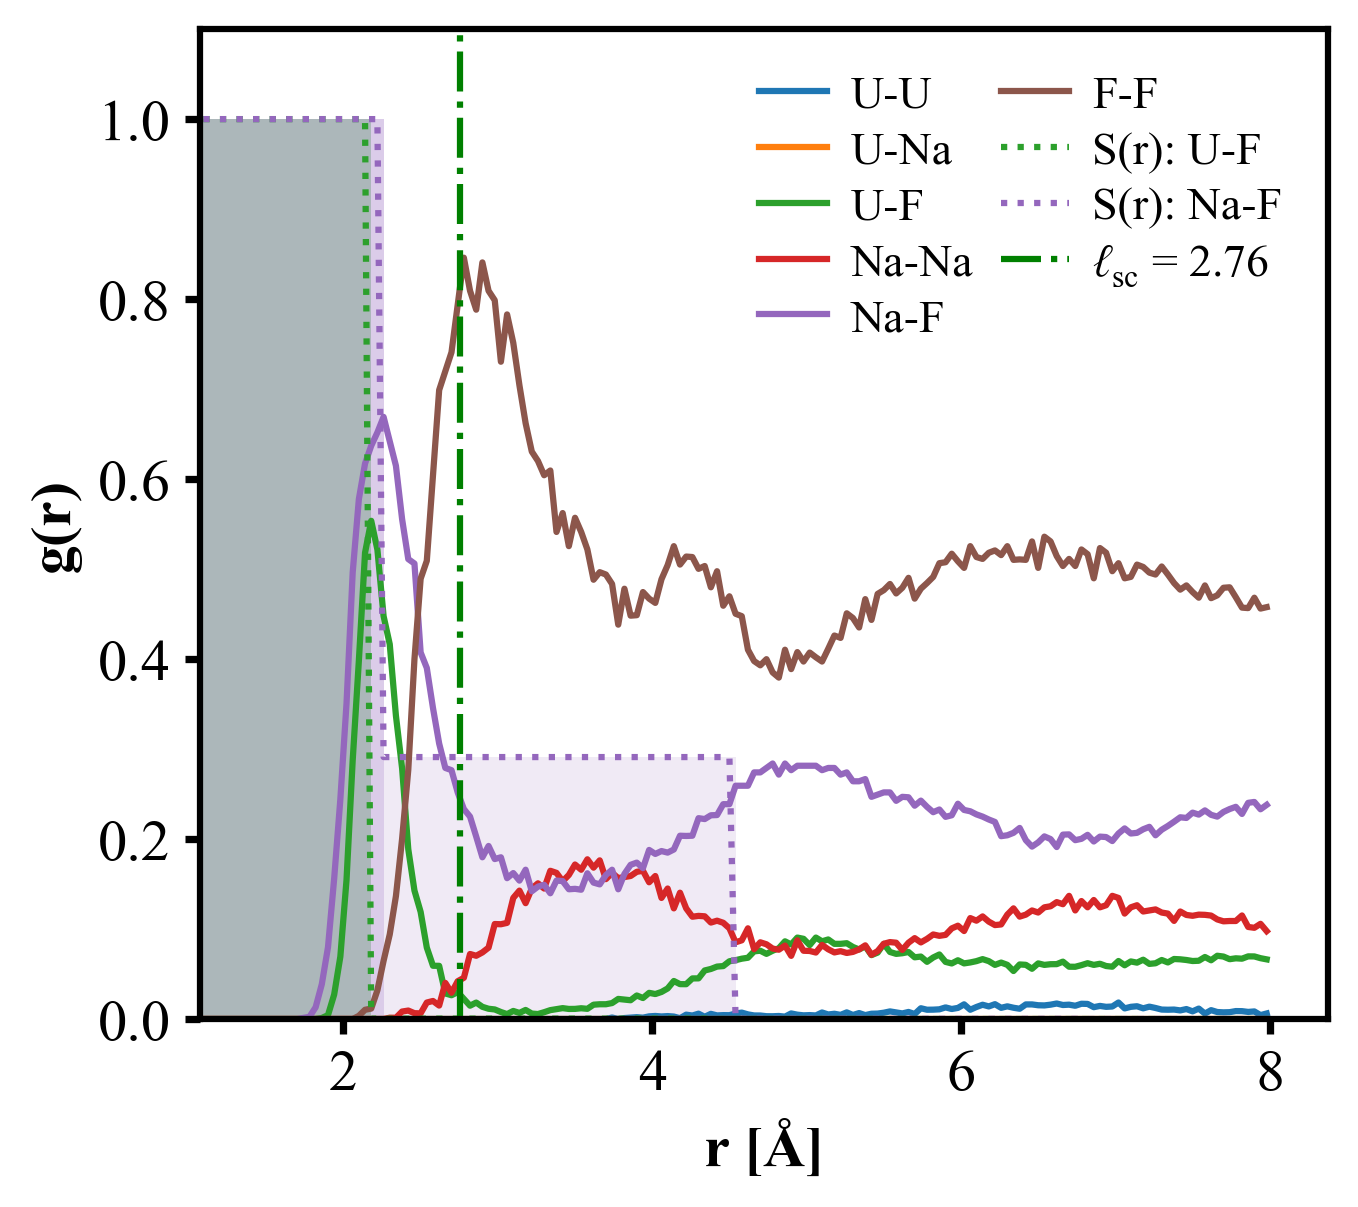 1.0
0.8
0.6
0.4
0.2
0.0
g(r)
2 4 6 8
r [Å]
U-U
U-Na
U-F
Na-Na
Na-F
F-F
S(r): U-F
S(r): Na-F
ℓsc = 2.76